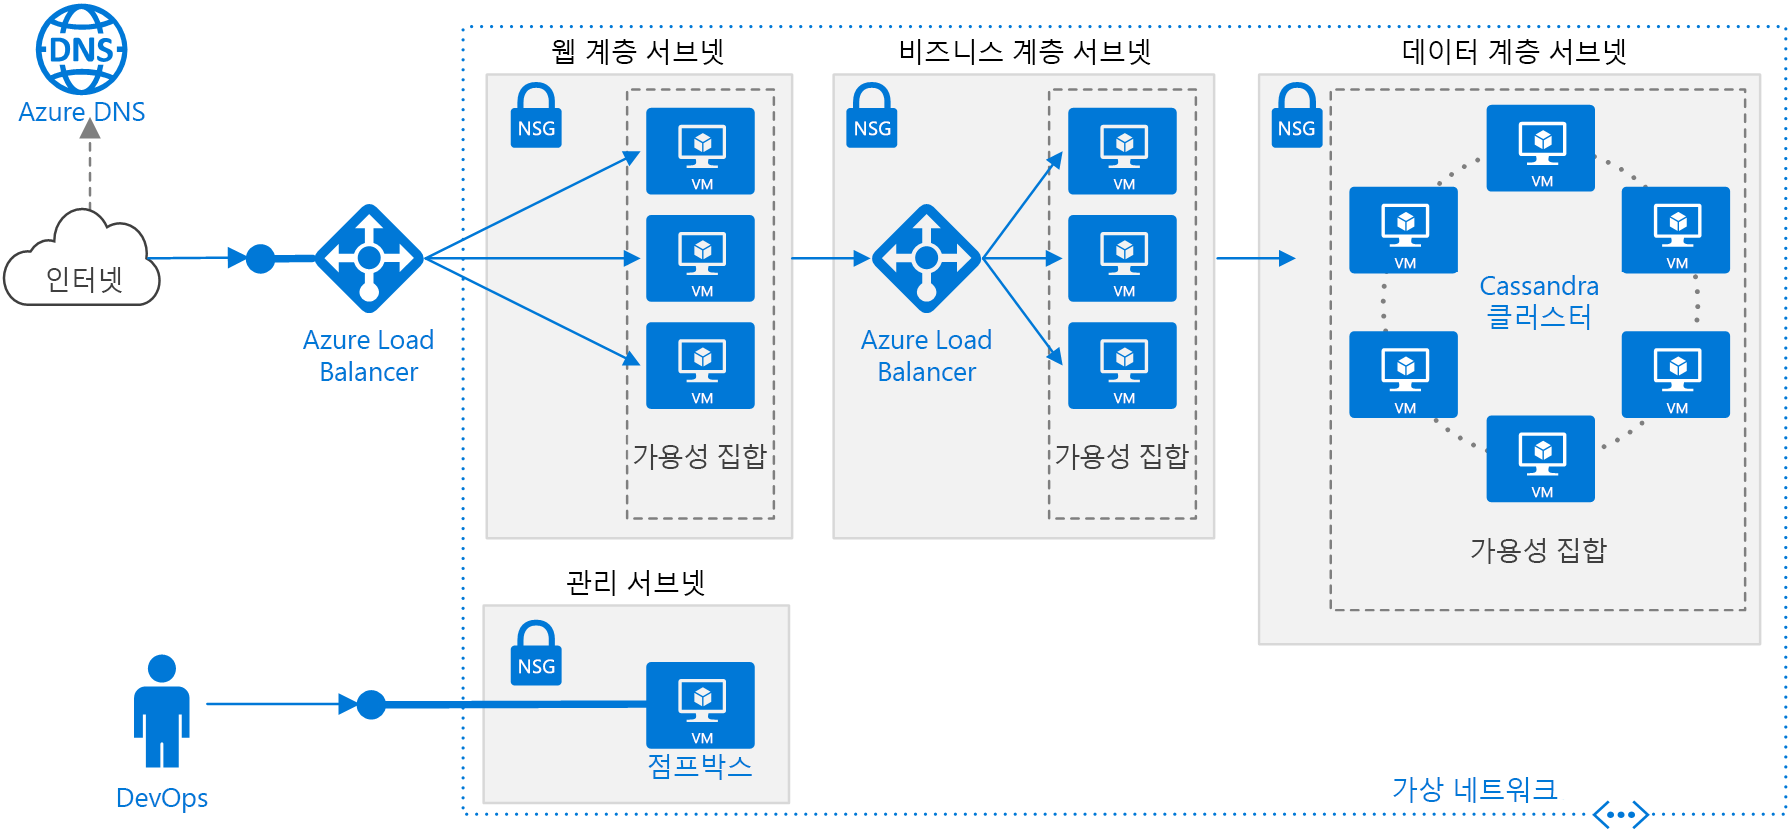 DNS
Azure DNS
인터넷
Azure Load
Balancer
웹 계층 서브넷
NSG
VM
VM
VM
가용성 집합
비즈니스 계층 서브넷
NSG
Azure Load
Balancer
VM
VM
VM
가용성 집합
데이터 계층 서브넷
NSG
VM
VM
VM
Cassandra
클러스터
VM
VM
VM
가용성 집합
관리 서브넷
NSG
VM
점프박스
DevOps
가상 네트워크